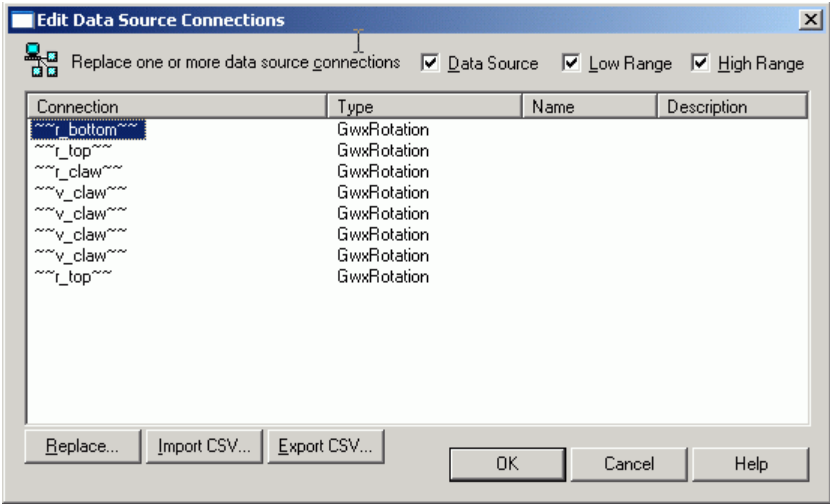 Edit Data Source Connections
Replace one or more data source connections Data Source Low Range High Range
Connection Type Name Description
~~r_bottom~~ GwxRotation
~~r_top~~ GwxRotation
~~r_claw~~ GwxRotation
~~v_claw~~ GwxRotation
~~v_claw~~ GwxRotation
~~v_claw~~ GwxRotation
~~v_claw~~ GwxRotation
~~r_top~~ GwxRotation
Replace... Import CSV... Export CSV...
OK Cancel Help